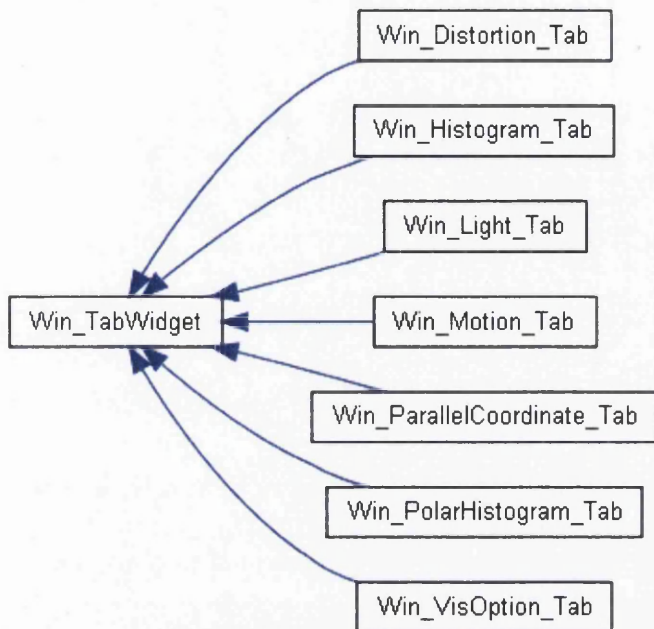 Win_Distortion_Tab
Win_Histogram_Tab
Win_Light_Tab
Win_TabWidget
Win_Motion_Tab
Win_ParallelCoordinate_Tab
Win_PolarHistogram_Tab
Win_VisOption_Tab